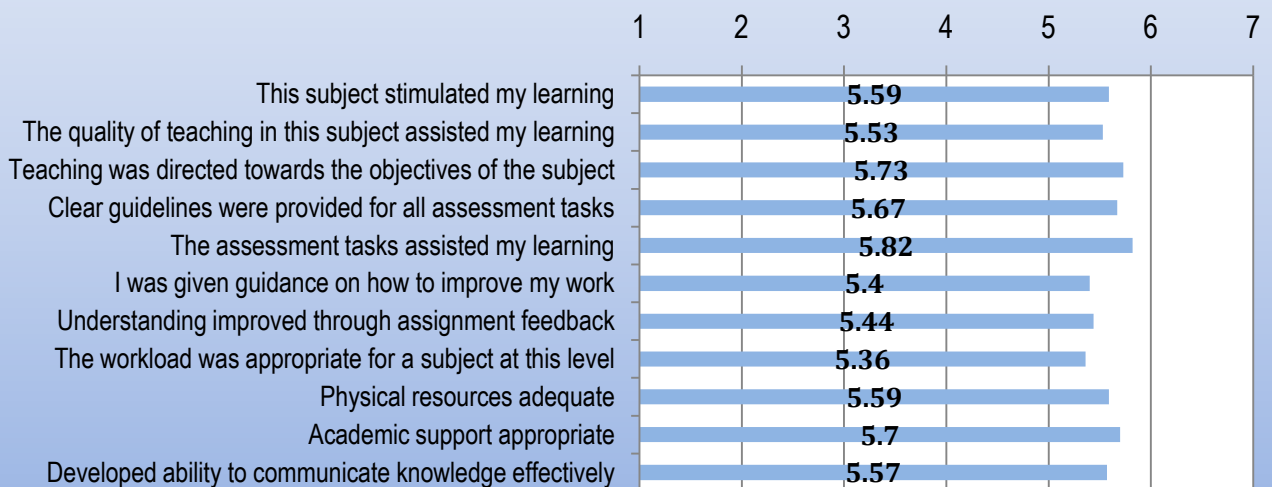 1 2 3 4 5 6 7
This subject stimulated my learning 5.59
The quality of teaching in this subject assisted my learning 5.53
Teaching was directed towards the objectives of the subject 5.73
Clear guidelines were provided for all assessment tasks 5.67
The assessment tasks assisted my learning 5.82
I was given guidance on how to improve my work 5.4
Understanding improved through assignment feedback 5.44
The workload was appropriate for a subject at this level 5.36
Physical resources adequate 5.59
Academic support appropriate 5.7
Developed ability to communicate knowledge effectively 5.57